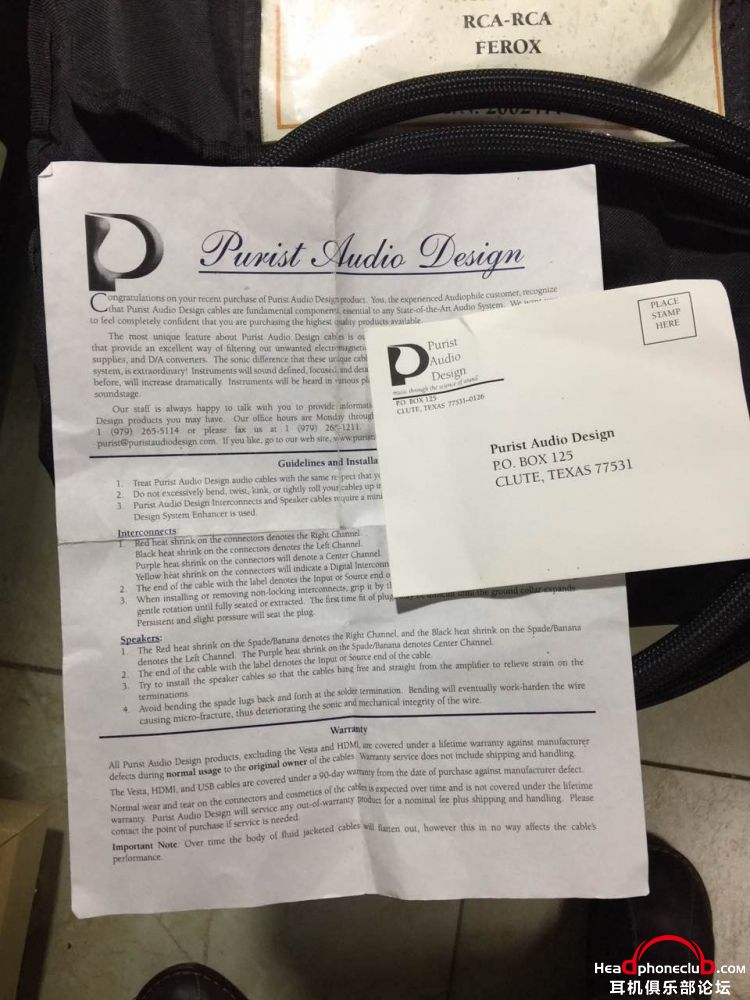 RCA-RCA
FEROX
Purist Audio Design
Congratulations on your recent purchase of Purist Audio Design product. You, the experienced Audiophile customer, recognize
that Purist Audio Design cables are fundamental components essential to any State-of-the-Art Audio System. We want you
to feel completely confident that you are purchasing the highest quality products available.
The most unique feature about Purist Audio Design cables is
that provide an excellent way of filtering out unwanted
supplies, and D/A converters. The sonic difference that these unique
system, is extraordinary! Instruments will sound defined, focused, and
before, will increase dramatically. Instruments will be heard in various
soundstage.
Our staff is always happy to talk with you to provide
Design products you may have. Our office hours are Monday through
1 (979) 265-5114 or please fax us at 1 (979) 265-1211.
purist@puristaudiodesign.com. If you like, go to our web site,
Guidelines and
1. Treat Purist Audio Design audio cables with the same respect that
2. Do not excessively bend, twist, kink, or tightly roll your cables up
3. Purist Audio Design Interconnects and Speaker cables require a
Design System Enhancer is used.
Interconnects:
1. Red heat shrink on the connectors denotes the Right Channel.
Black heat shrink on the connectors denotes the Left Channel.
Purple heat shrink on the connectors will denote a Center Channel.
Yellow heat shrink on the connectors will indicate a Digital
2. The end of the cable with the label denotes the Input or Source end
3. When installing or removing non-locking interconnects, grip it by
gentle rotation until fully seated or extracted. The first time fit of until the ground collar expands.
Persistent and slight pressure will seat the plug.
Speakers:
1. The Red heat shrink on the Spade/Banana denotes the Right Channel, and the Black heat shrink on the Spade/Banana
denotes the Left Channel. The Purple heat shrink on the Spade/Banana denotes Center Channel.
2. The end of the cable with the label denotes the Input or Source end of the cable.
3. Try to install the speaker cables so that the cables hang free and straight from the amplifier to relieve strain on the
terminations.
4. Avoid bending the spade lugs back and forth at the solder termination. Bending will eventually work-harden the wire
causing micro-fracture, thus deteriorating the sonic and mechanical integrity of the wire.
Warranty
All Purist Audio Design products, excluding the Vesta and HDMI, are covered under a lifetime warranty against manufacturer
defects during normal usage to the original owner of the cables. Warranty service does not include shipping and handling.
The Vesta, HDMI, and USB cables are covered under a 90-day warranty from the date of purchase against manufacturer defect.
Normal wear and tear on the connectors and cosmetics of the cables is expected over time and is not covered under the lifetime
warranty. Purist Audio Design will service any out-of-warranty product for a nominal fee plus shipping and handling. Please
contact the point of purchase if service is needed.
Important Note: Over time the body of fluid jacketed cables will flatten out, however this in no way affects the cable's
performance.
PLACE
STAMP
HERE
Purist
Audio
Design
music through the science of sound
P.O. BOX 125
CLUTE, TEXAS 77531-0126
Purist Audio Design
P.O. BOX 125
CLUTE, TEXAS 77531
HeadphoneclubD.COM
耳机俱乐部论坛